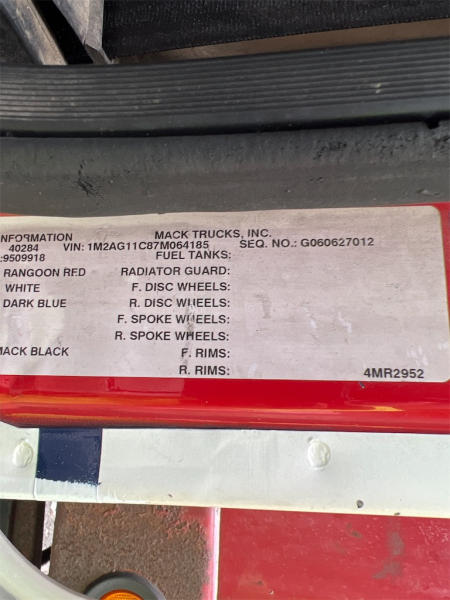 NFORMATION MACK TRUCKS, INC.
40284 VIN: 1M2AG11C87M064185 SEQ. NO.: G060627012
:9509918 FUEL TANKS:
RANGOON RED RADIATOR GUARD:
WHITE F. DISC WHEELS:
DARK BLUE R. DISC WHEELS:
F. SPOKE WHEELS:
R. SPOKE WHEELS:
MACK BLACK F. RIMS:
R. RIMS: 4MR2952